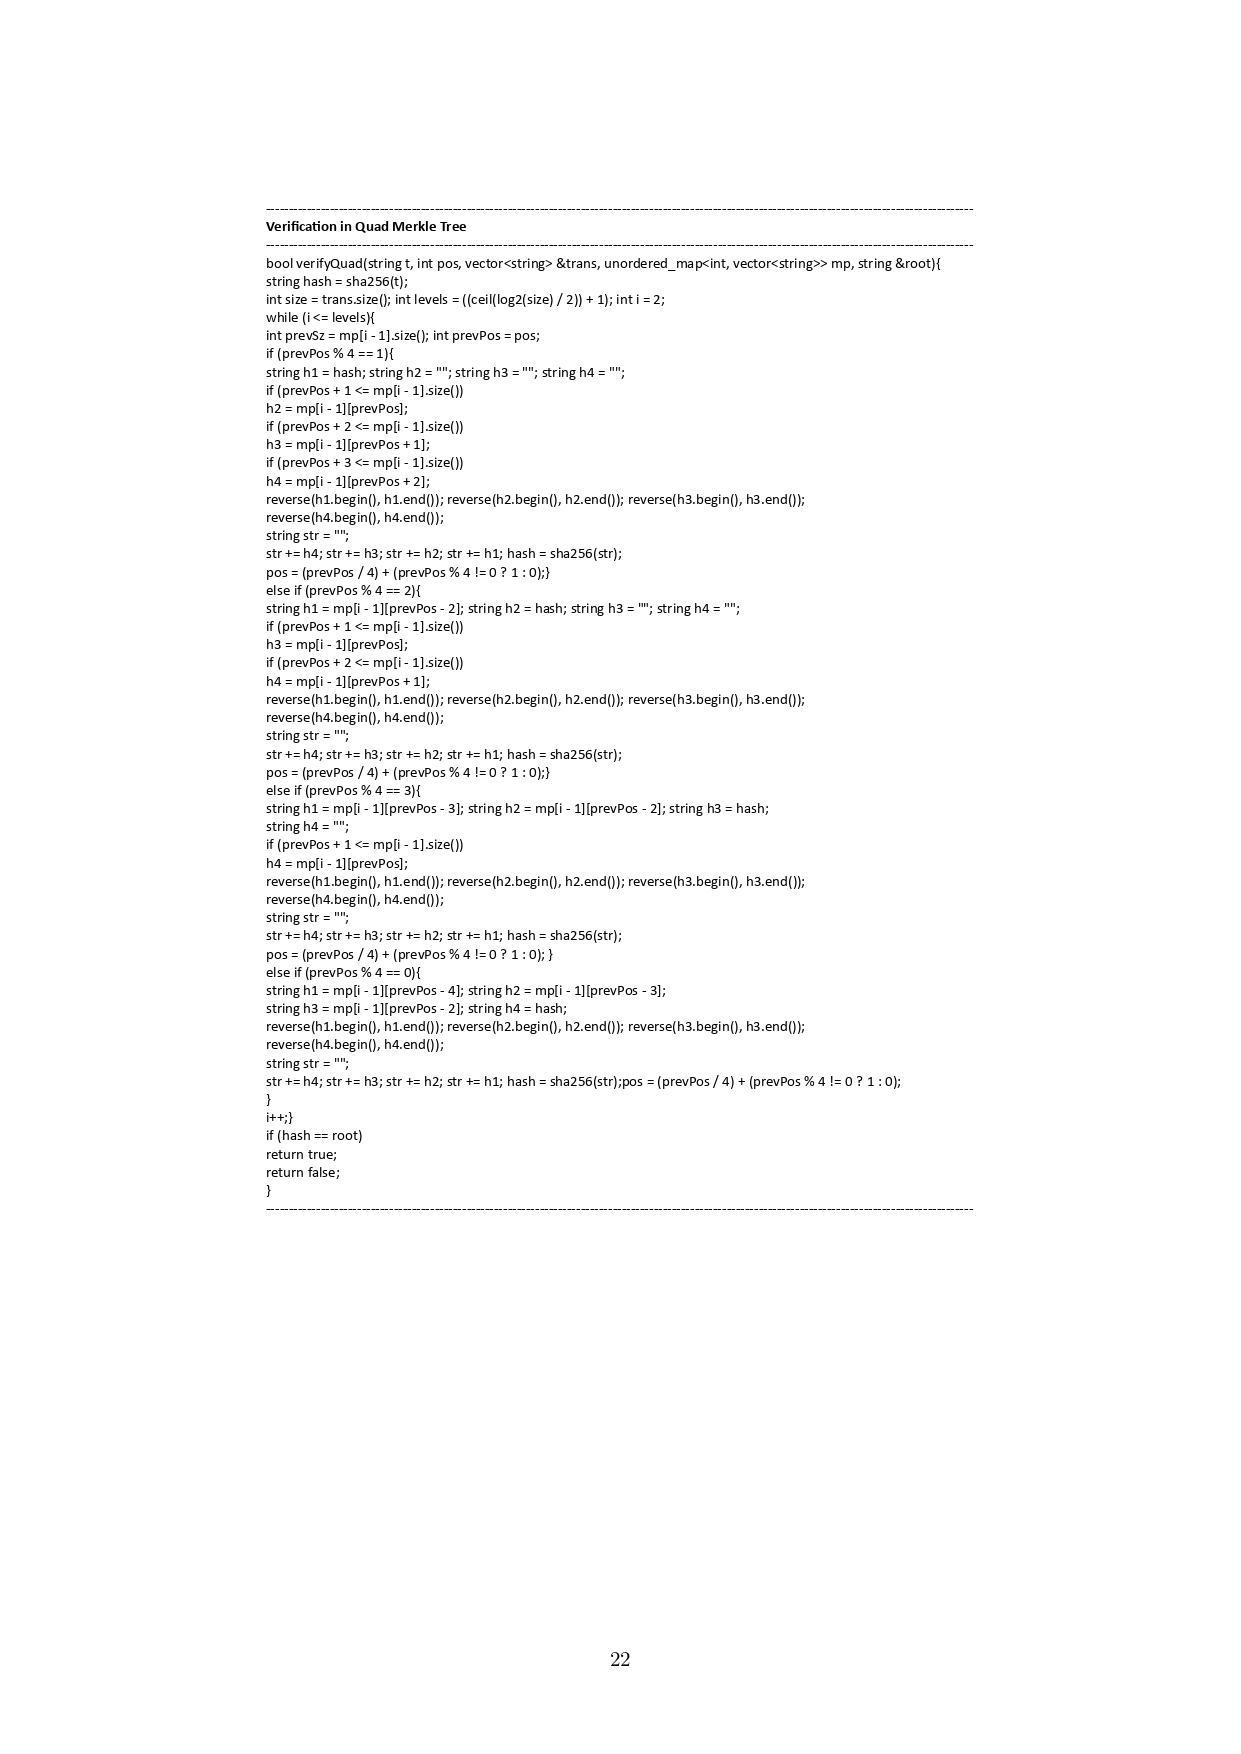 Verification in Quad Merkle Tree
bool verifyQuad(string t, int pos, vector<string> &trans, unordered_map<int, vector<string>> mp, string &root){
string hash = sha256(t);
int size = trans.size(); int levels = ((ceil(log2(size) / 2)) + 1); int i = 2;
while (i <= levels){
int prevSz = mp[i - 1].size(); int prevPos = pos;
if (prevPos % 4 == 1){
string h1 = hash; string h2 = ""; string h3 = ""; string h4 = "";
if (prevPos + 1 <= mp[i - 1].size())
h2 = mp[i - 1][prevPos];
if (prevPos + 2 <= mp[i - 1].size())
h3 = mp[i - 1][prevPos + 1];
if (prevPos + 3 <= mp[i - 1].size())
h4 = mp[i - 1][prevPos + 2];
reverse(h1.begin(), h1.end()); reverse(h2.begin(), h2.end()); reverse(h3.begin(), h3.end());
reverse(h4.begin(), h4.end());
string str = "";
str += h4; str += h3; str += h2; str += h1; hash = sha256(str);
pos = (prevPos / 4) + (prevPos % 4 != 0 ? 1 : 0);}
else if (prevPos % 4 == 2){
string h1 = mp[i - 1][prevPos - 2]; string h2 = hash; string h3 = ""; string h4 = "";
if (prevPos + 1 <= mp[i - 1].size())
h3 = mp[i - 1][prevPos];
if (prevPos + 2 <= mp[i - 1].size())
h4 = mp[i - 1][prevPos + 1];
reverse(h1.begin(), h1.end()); reverse(h2.begin(), h2.end()); reverse(h3.begin(), h3.end());
reverse(h4.begin(), h4.end());
string str = "";
str += h4; str += h3; str += h2; str += h1; hash = sha256(str);
pos = (prevPos / 4) + (prevPos % 4 != 0 ? 1 : 0);}
else if (prevPos % 4 == 3){
string h1 = mp[i - 1][prevPos - 3]; string h2 = mp[i - 1][prevPos - 2]; string h3 = hash;
string h4 = "";
if (prevPos + 1 <= mp[i - 1].size())
h4 = mp[i - 1][prevPos];
reverse(h1.begin(), h1.end()); reverse(h2.begin(), h2.end()); reverse(h3.begin(), h3.end());
reverse(h4.begin(), h4.end());
string str = "";
str += h4; str += h3; str += h2; str += h1; hash = sha256(str);
pos = (prevPos / 4) + (prevPos % 4 != 0 ? 1 : 0); }
else if (prevPos % 4 == 0){
string h1 = mp[i - 1][prevPos - 4]; string h2 = mp[i - 1][prevPos - 3];
string h3 = mp[i - 1][prevPos - 2]; string h4 = hash;
reverse(h1.begin(), h1.end()); reverse(h2.begin(), h2.end()); reverse(h3.begin(), h3.end());
reverse(h4.begin(), h4.end());
string str = "";
str += h4; str += h3; str += h2; str += h1; hash = sha256(str);pos = (prevPos / 4) + (prevPos % 4 != 0 ? 1 : 0);
}
i++;}
if (hash == root)
return true;
return false;
}
22